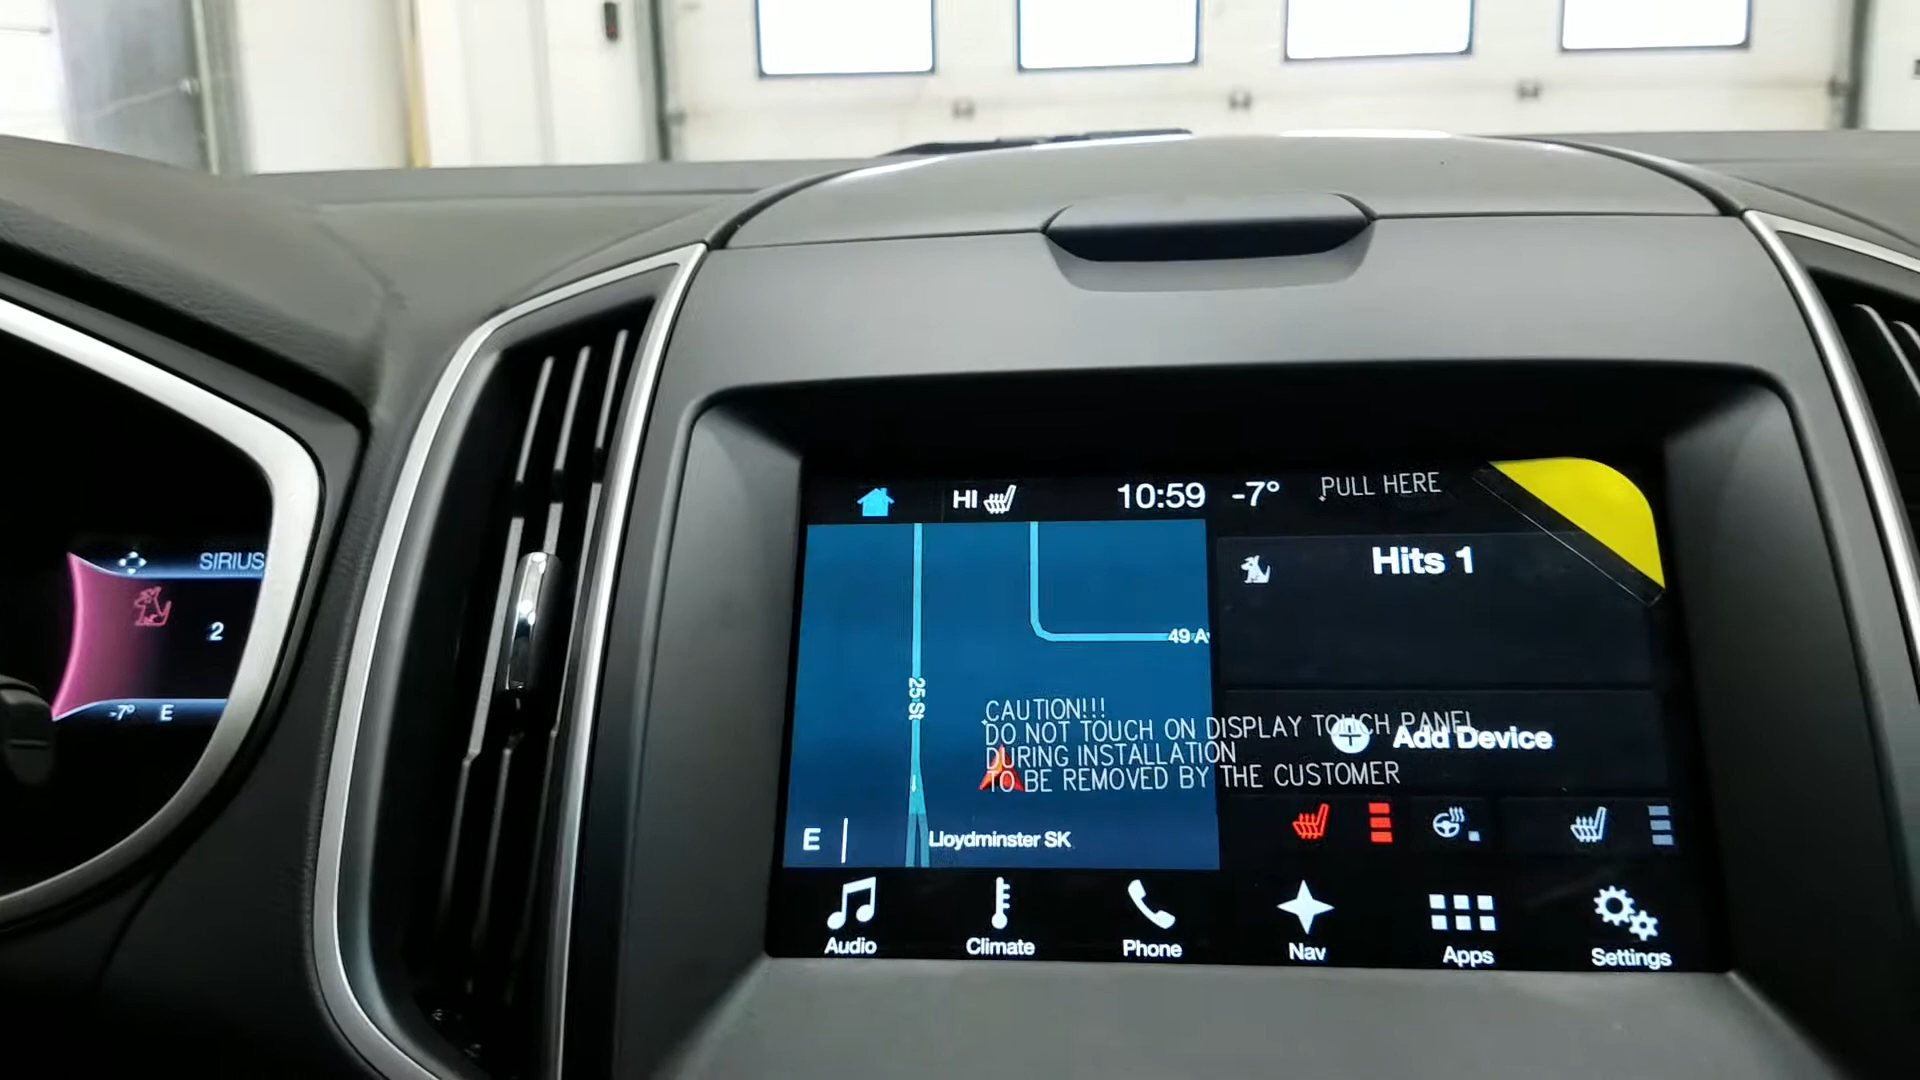 HI
10:59 -7°
PULL HERE
SIRIUS
2
-7° E
Hits 1
49 A
25 St
CAUTION!!!
DO NOT TOUCH ON DISPLAY TOUCH PANEL
DURING INSTALLATION
TO BE REMOVED BY THE CUSTOMER
Add Device
E
Lloydminster SK
Audio
Climate
Phone
Nav
Apps
Settings